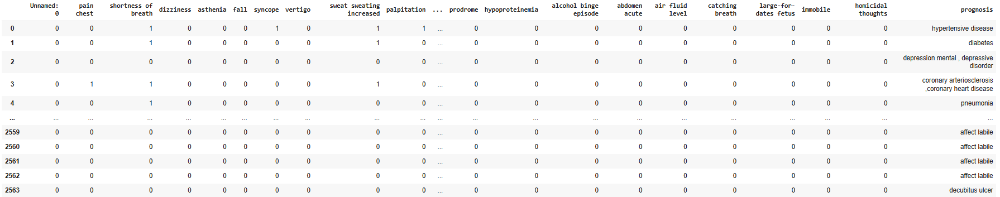 Unnamed: 0 pain chest shortness of breath dizziness asthenia fall syncope vertigo sweat sweating increased palpitation ... prodrome hypoproteinemia alcohol binge episode abdomen acute air fluid level catching breath large-for-dates fetus immobile homicidal thoughts prognosis
0 0 0 1 0 0 0 1 0 1 1 ... 0 0 0 0 0 0 0 0 0 hypertensive disease
1 0 0 1 0 0 0 0 0 1 0 ... 0 0 0 0 0 0 0 0 0 diabetes
2 0 0 0 0 0 0 0 0 0 0 ... 0 0 0 0 0 0 0 0 0 depression mental , depressive disorder
3 0 1 1 0 0 0 0 0 1 0 ... 0 0 0 0 0 0 0 0 0 coronary arteriosclerosis ,coronary heart disease
4 0 0 1 0 0 0 0 0 0 0 ... 0 0 0 0 0 0 0 0 0 pneumonia
... ... ... ... ... ... ... ... ... ... ... ... ... ... ... ... ... ... ... ... ... ...
2559 0 0 0 0 0 0 0 0 0 0 ... 0 0 0 0 0 0 0 0 0 affect labile
2560 0 0 0 0 0 0 0 0 0 0 ... 0 0 0 0 0 0 0 0 0 affect labile
2561 0 0 0 0 0 0 0 0 0 0 ... 0 0 0 0 0 0 0 0 0 affect labile
2562 0 0 0 0 0 0 0 0 0 0 ... 0 0 0 0 0 0 0 0 0 affect labile
2563 0 0 0 0 0 0 0 0 0 0 ... 0 0 0 0 0 0 0 0 0 decubitus ulcer